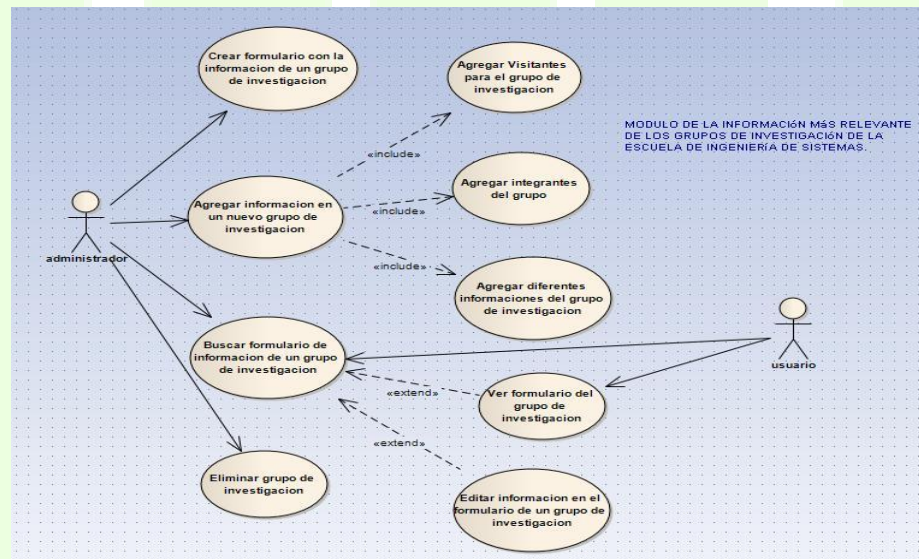 Crear formulario con la
informacion de un grupo
de investigacion
Agregar Visitantes
para el grupo de
investigacion
MODULO DE LA INFORMACIóN MáS RELEVANTE
DE LOS GRUPOS DE INVESTIGACIóN DE LA
ESCUELA DE INGENIERíA DE SISTEMAS.
«include»
Agregar integrantes
del grupo
Agregar informacion en
un nuevo grupo de
investigacion
«include»
administrador
«include»
Agregar diferentes
informaciones del grupo
de investigacion
Buscar formulario de
informacion de un grupo
de investigacion
usuario
«extend»
Ver formulario del
grupo de
investigacion
«extend»
Eliminar grupo de
investigacion
Editar informacion en el
formulario de un grupo de
investigacion